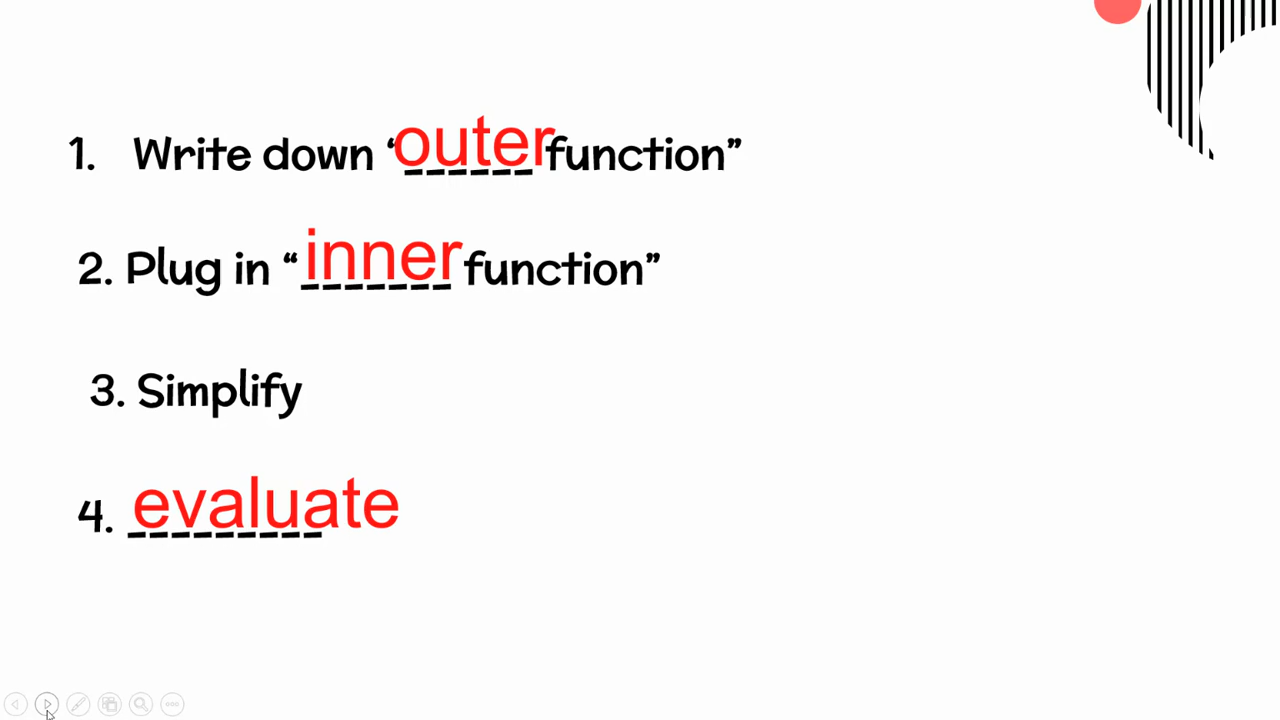 1. Write down “outer function”
2. Plug in “inner function”
3. Simplify
4. evaluate